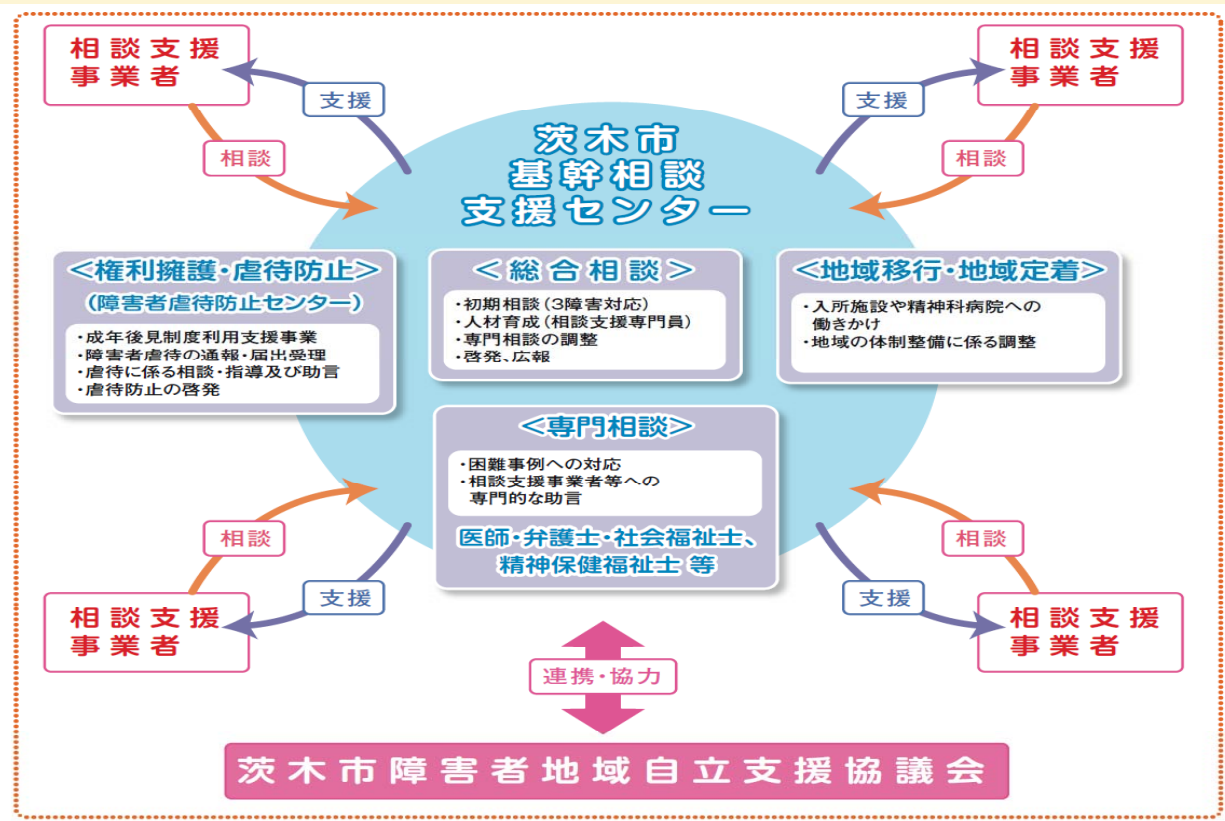 相談支援
事業者
支援
相談
相談支援
事業者
支援
相談
茨木市
基幹相談
支援センター
＜権利擁護・虐待防止＞
（障害者虐待防止センター）
・成年後見制度利用支援事業
・障害者虐待の通報・届出受理
・虐待に係る相談・指導及び助言
・虐待防止の啓発
＜総合相談＞
・初期相談（3障害対応）
・人材育成（相談支援専門員）
・専門相談の調整
・啓発、広報
＜地域移行・地域定着＞
・入所施設や精神科病院への
働きかけ
・地域の体制整備に係る調整
＜専門相談＞
・困難事例への対応
・相談支援事業者等への
専門的な助言
医師・弁護士・社会福祉士、
精神保健福祉士 等
相談
支援
相談支援
事業者
相談
支援
相談支援
事業者
連携・協力
茨木市障害者地域自立支援協議会